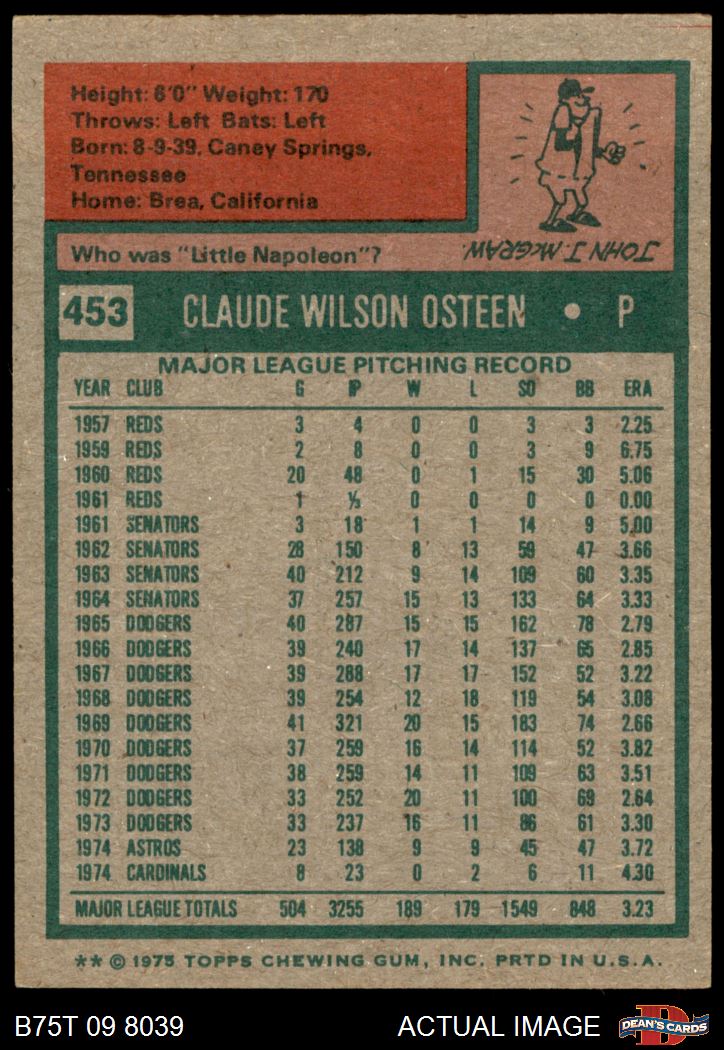 Height: 6'0" Weight: 170
Throws: Left Bats: Left
Born: 8-9-39, Caney Springs,
Tennessee
Home: Brea, California
Who was "Little Napoleon"?
JOHN J. McGRAW.
453 CLAUDE WILSON OSTEEN • P
MAJOR LEAGUE PITCHING RECORD
YEAR CLUB G IP W L SO BB ERA
1957 REDS 3 4 0 0 3 3 2.25
1959 REDS 2 8 0 0 3 9 6.75
1960 REDS 20 48 0 1 15 30 5.06
1961 REDS 1 ⅓ 0 0 0 0 0.00
1961 SENATORS 3 18 1 1 14 9 5.00
1962 SENATORS 28 150 8 13 59 47 3.66
1963 SENATORS 40 212 9 14 109 60 3.35
1964 SENATORS 37 257 15 13 133 64 3.33
1965 DODGERS 40 287 15 15 162 78 2.79
1966 DODGERS 39 240 17 14 137 65 2.85
1967 DODGERS 39 288 17 17 152 52 3.22
1968 DODGERS 39 254 12 18 119 54 3.08
1969 DODGERS 41 321 20 15 183 74 2.66
1970 DODGERS 37 259 16 14 114 52 3.82
1971 DODGERS 38 259 14 11 109 63 3.51
1972 DODGERS 33 252 20 11 100 69 2.64
1973 DODGERS 33 237 16 11 86 61 3.30
1974 ASTROS 23 138 9 9 45 47 3.72
1974 CARDINALS 8 23 0 2 6 11 4.30
MAJOR LEAGUE TOTALS 504 3255 189 179 1549 848 3.23
** © 1975 TOPPS CHEWING GUM, INC. PRTD IN U.S.A.
B75T 09 8039 ACTUAL IMAGE D DEAN'S CARDS